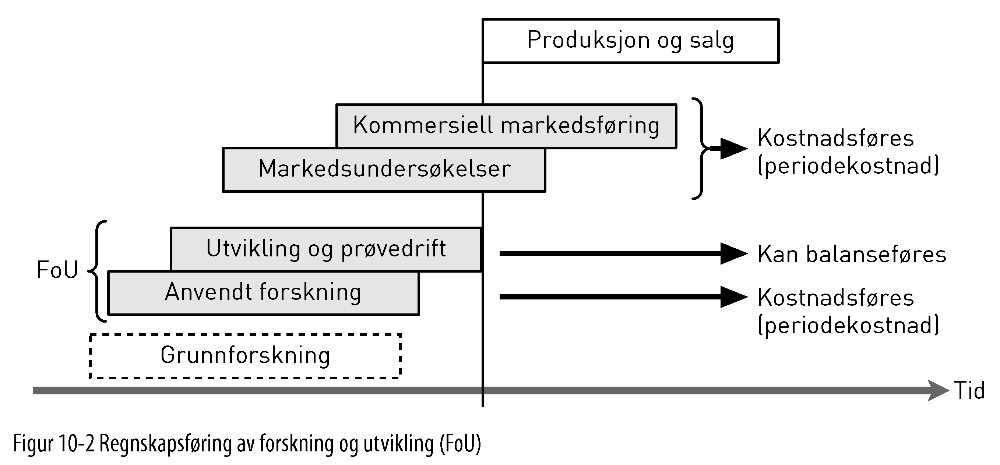 Produksjon og salg
Kommersiell markedsføring
Markedsundersøkelser
Kostnadsføres
(periodekostnad)
FoU
Utvikling og prøvedrift
Kan balanseføres
Anvendt forskning
Kostnadsføres
(periodekostnad)
Grunnforskning
Tid
Figur 10-2 Regnskapsføring av forskning og utvikling (FoU)